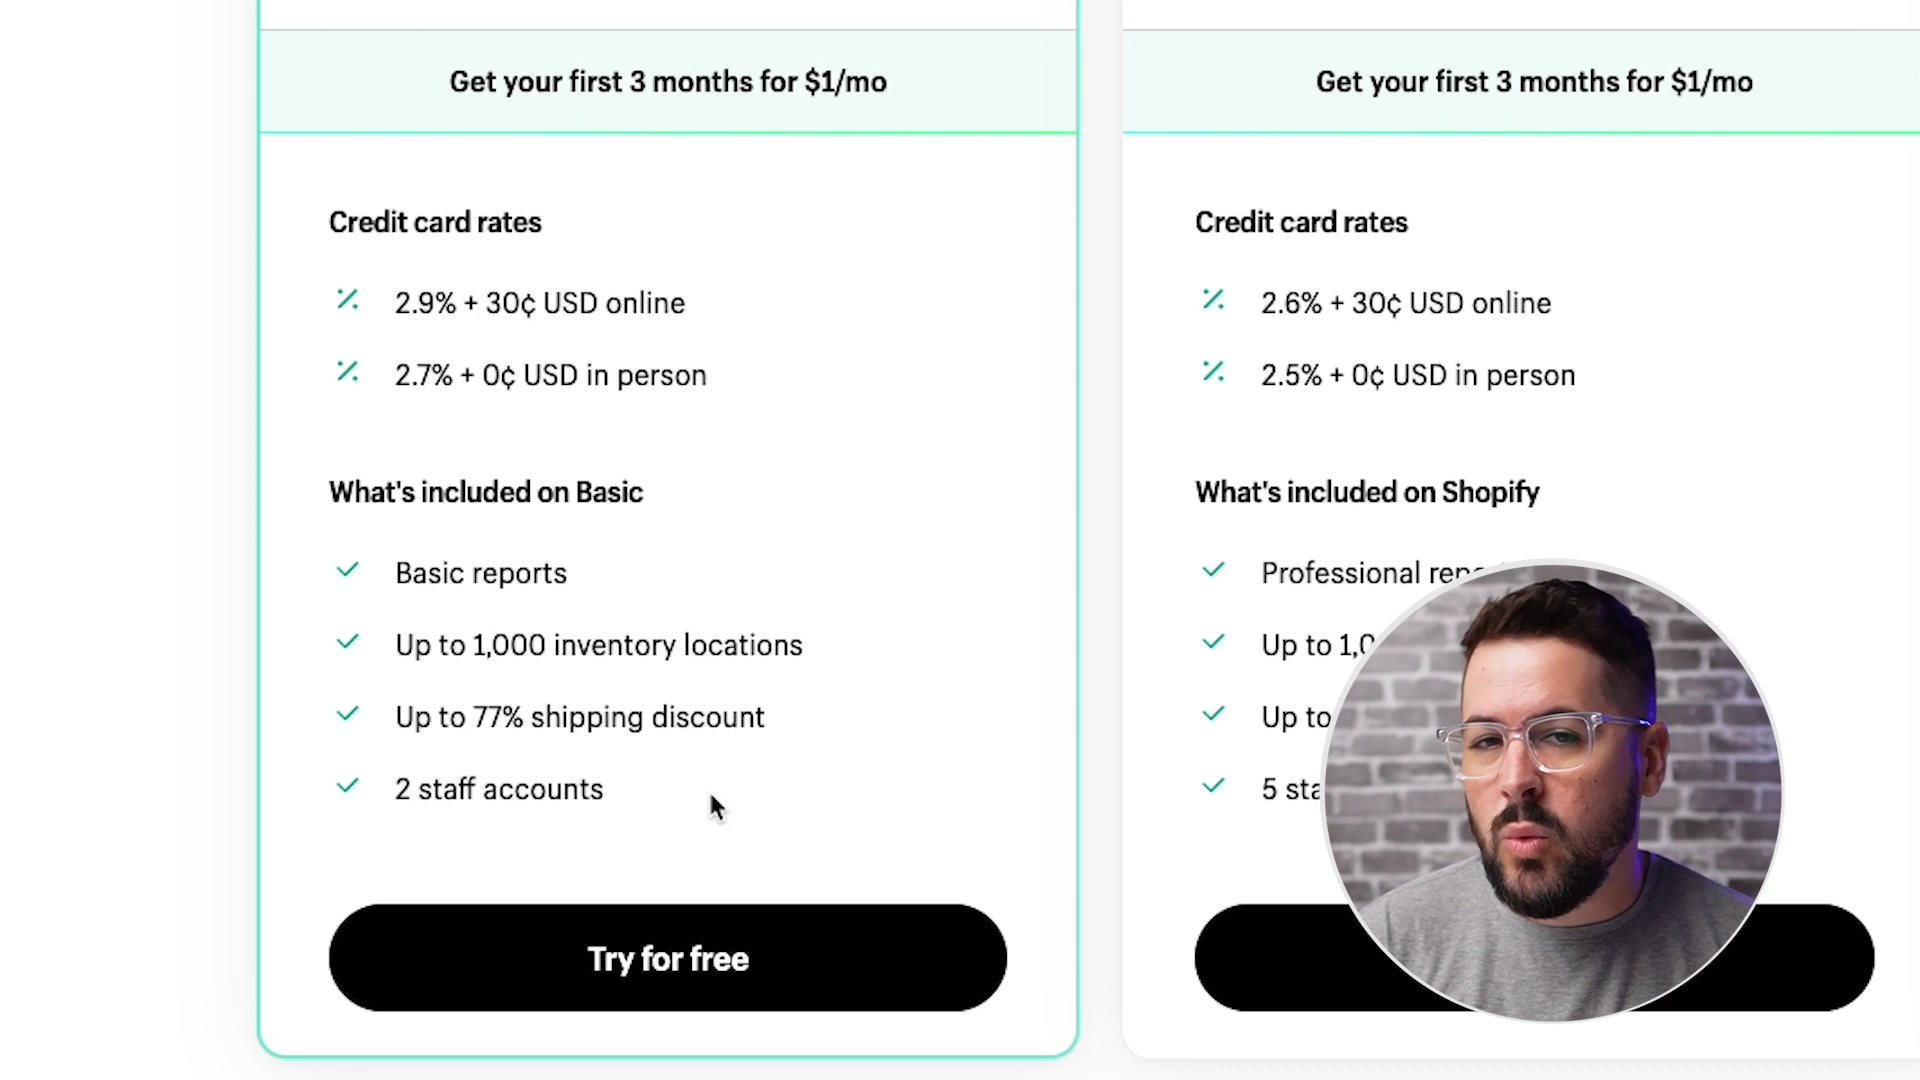 Get your first 3 months for $1/mo
Credit card rates
2.9% + 30¢ USD online
2.7% + 0¢ USD in person
What's included on Basic
Basic reports
Up to 1,000 inventory locations
Up to 77% shipping discount
2 staff accounts
Try for free
Get your first 3 months for $1/mo
Credit card rates
2.6% + 30¢ USD online
2.5% + 0¢ USD in person
What's included on Shopify
Professional
Up to
Up to
5